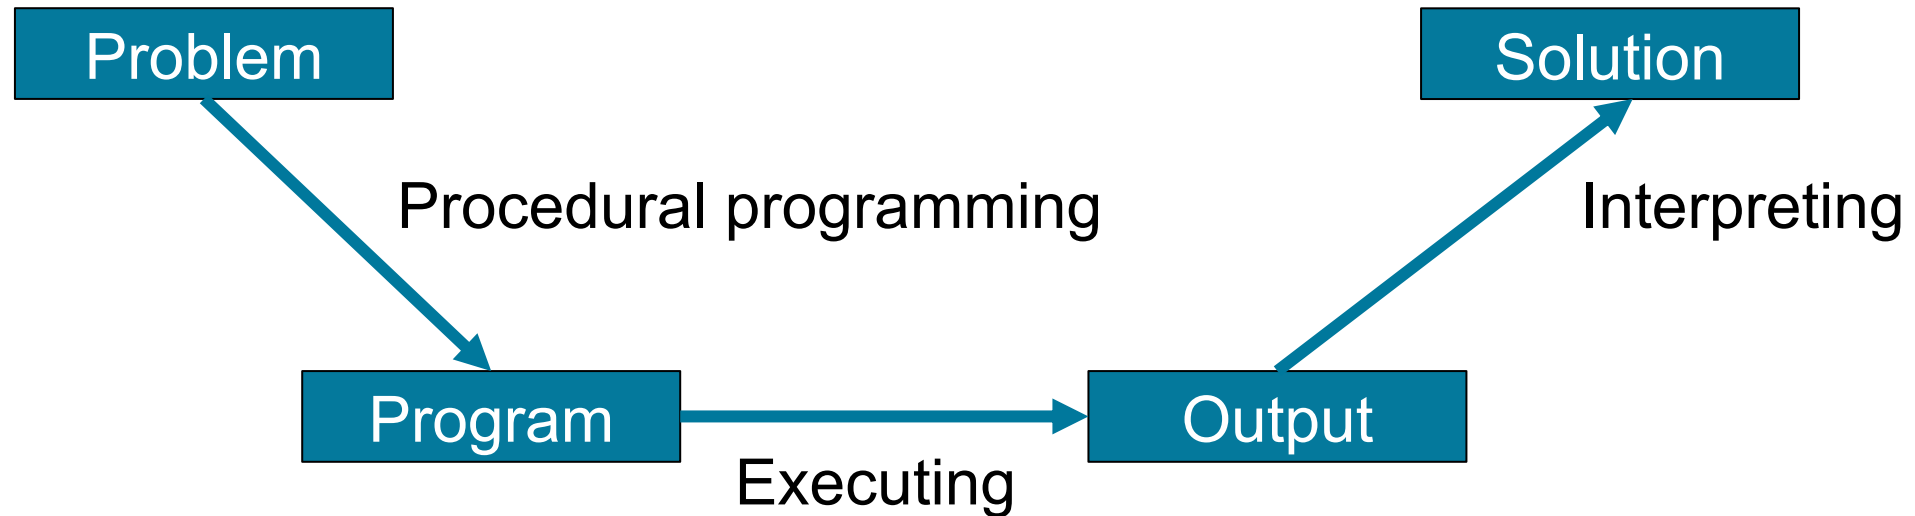 Problem
Solution
Procedural programming
Interpreting
Program
Output
Executing